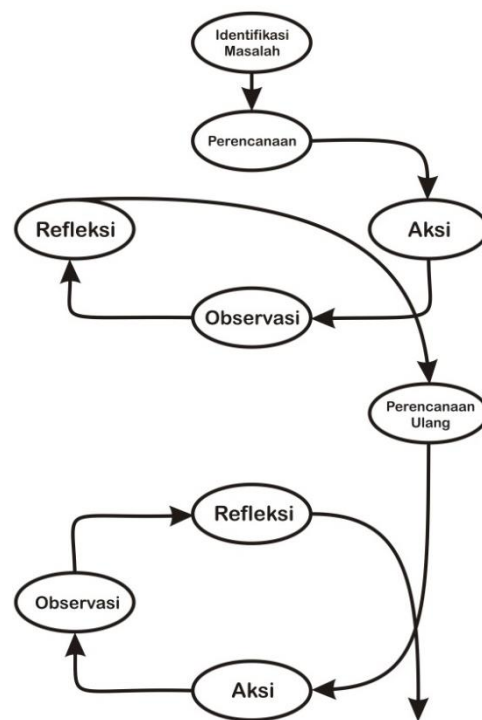 Identifikasi
Masalah
Perencanaan
Refleksi
Aksi
Observasi
Perencanaan
Ulang
Refleksi
Observasi
Aksi